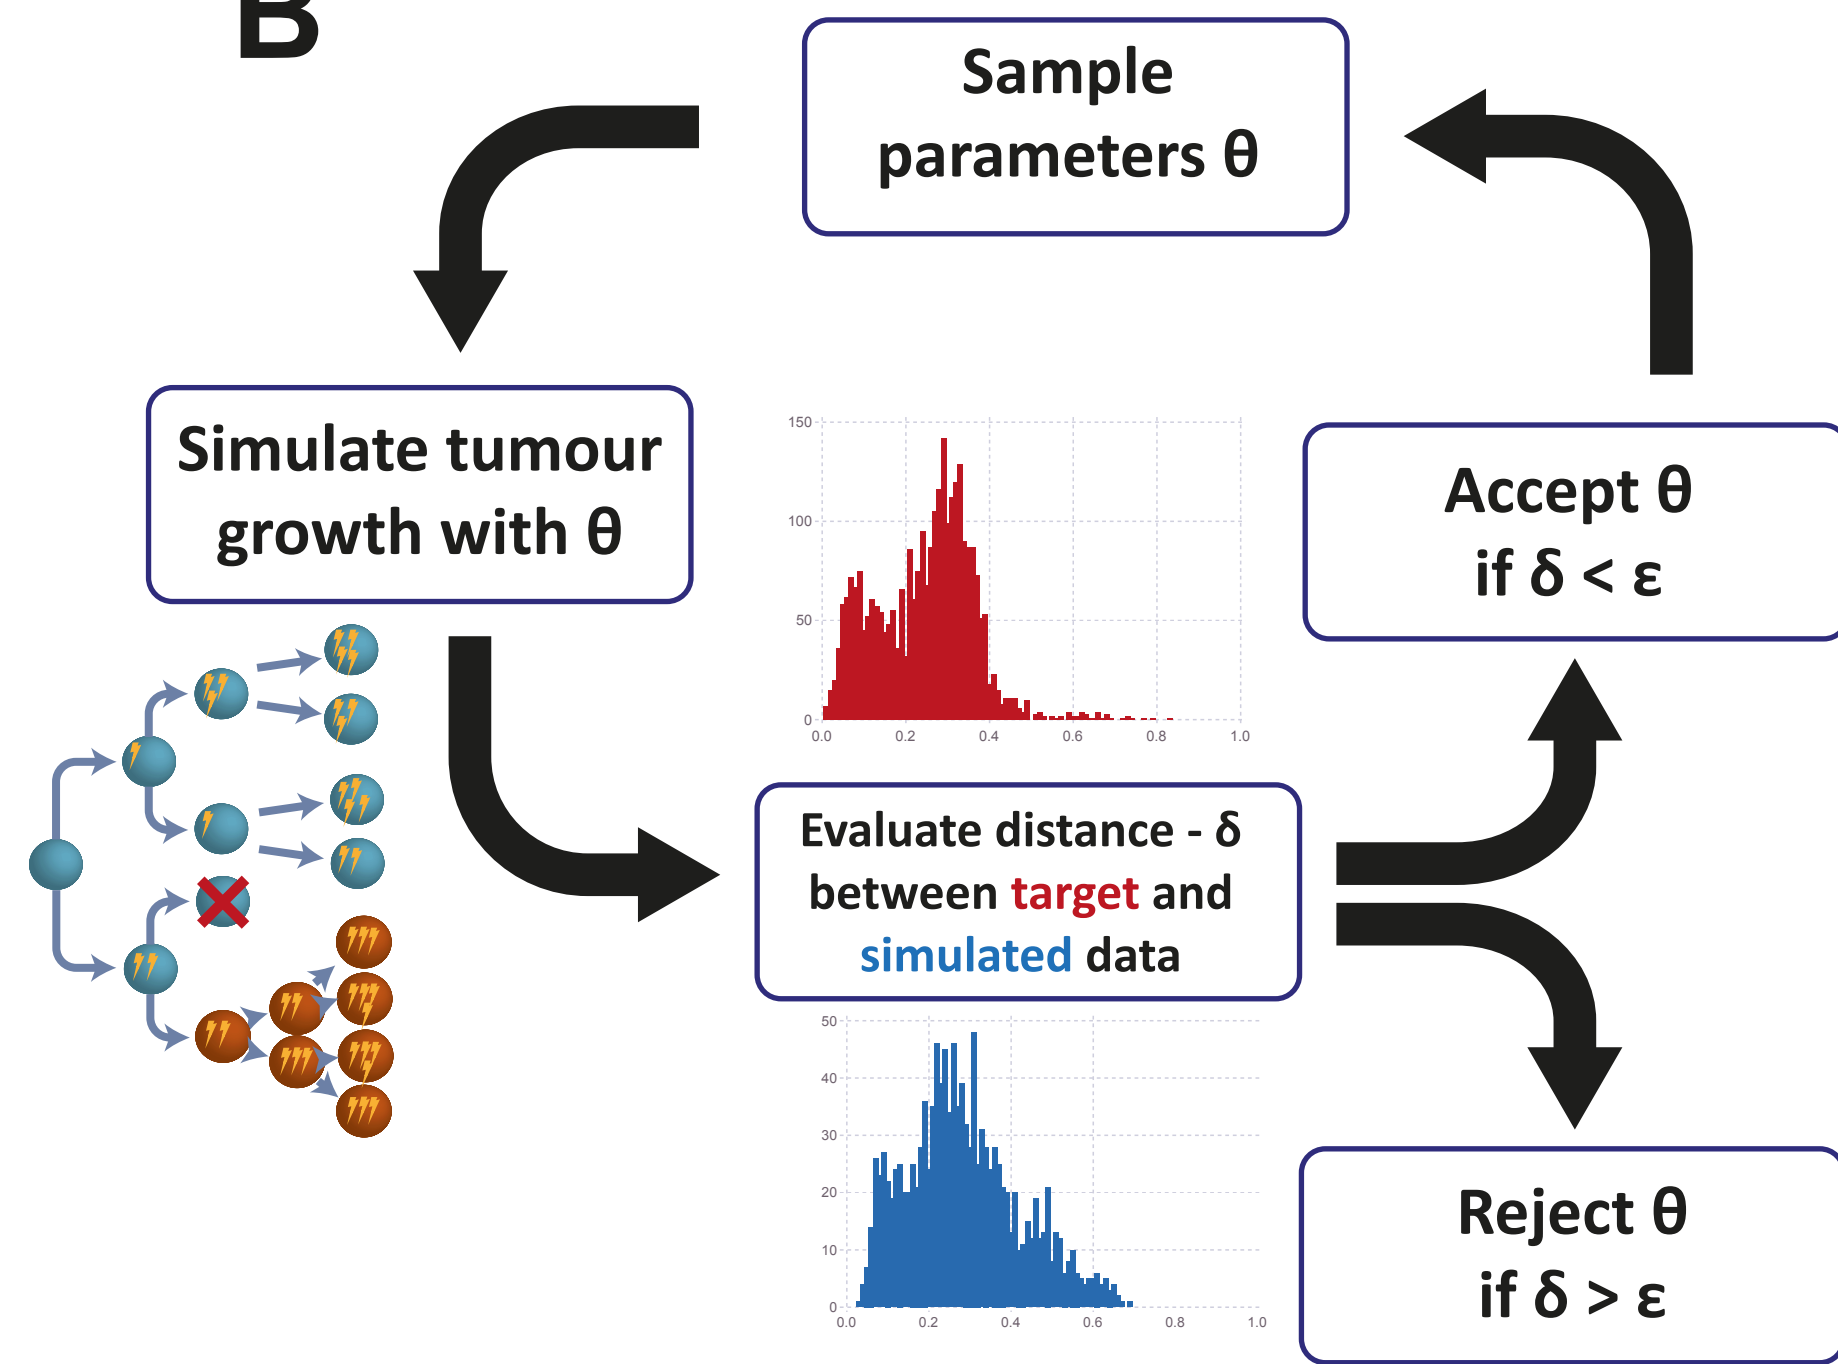 B
Sample
parameters θ
Simulate tumour
growth with θ
150
100
50
0
0.0 0.2 0.4 0.6 0.8 1.0
Accept θ
if δ < ε
Evaluate distance - δ
between target and
simulated data
50
40
30
20
10
0
0.0 0.2 0.4 0.6 0.8 1.0
Reject θ
if δ > ε